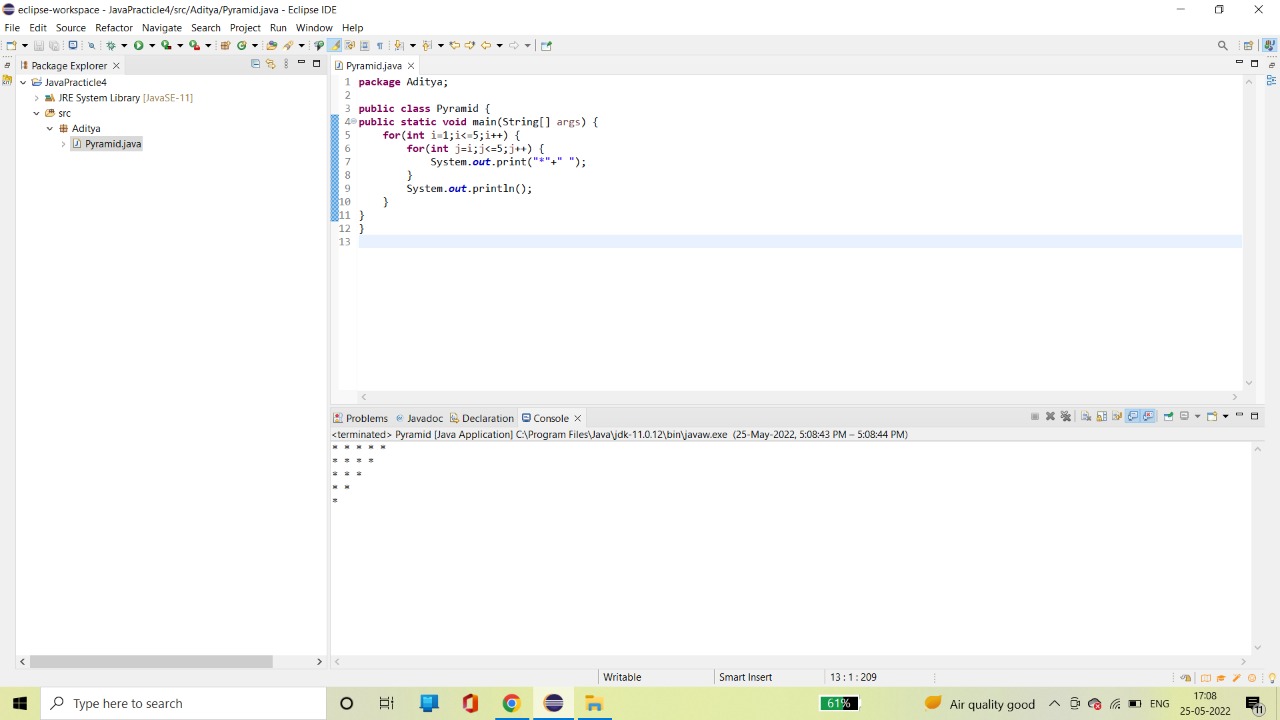 eclipse-workspace - JavaPracticle4/src/Aditya/Pyramid.java - Eclipse IDE
File Edit Source Refactor Navigate Search Project Run Window Help
Package Explorer
JavaPracticle4
JRE System Library [JavaSE-11]
src
Aditya
Pyramid.java
Pyramid.java
1 package Aditya;
2
3 public class Pyramid {
4 public static void main(String[] args) {
5     for(int i=1;i<=5;i++) {
6         for(int j=i;j<=5;j++) {
7             System.out.print("*"+" ");
8         }
9         System.out.println();
10     }
11 }
12 }
13
Problems Javadoc Declaration Console
<terminated> Pyramid [Java Application] C:\Program Files\Java\jdk-11.0.12\bin\javaw.exe (25-May-2022, 5:08:43 PM – 5:08:44 PM)
* * * * *
* * * *
* * *
* *
*
Writable Smart Insert 13 : 1 : 209
Type here to search
61%
Air quality good
ENG
17:08
25-05-2022
11